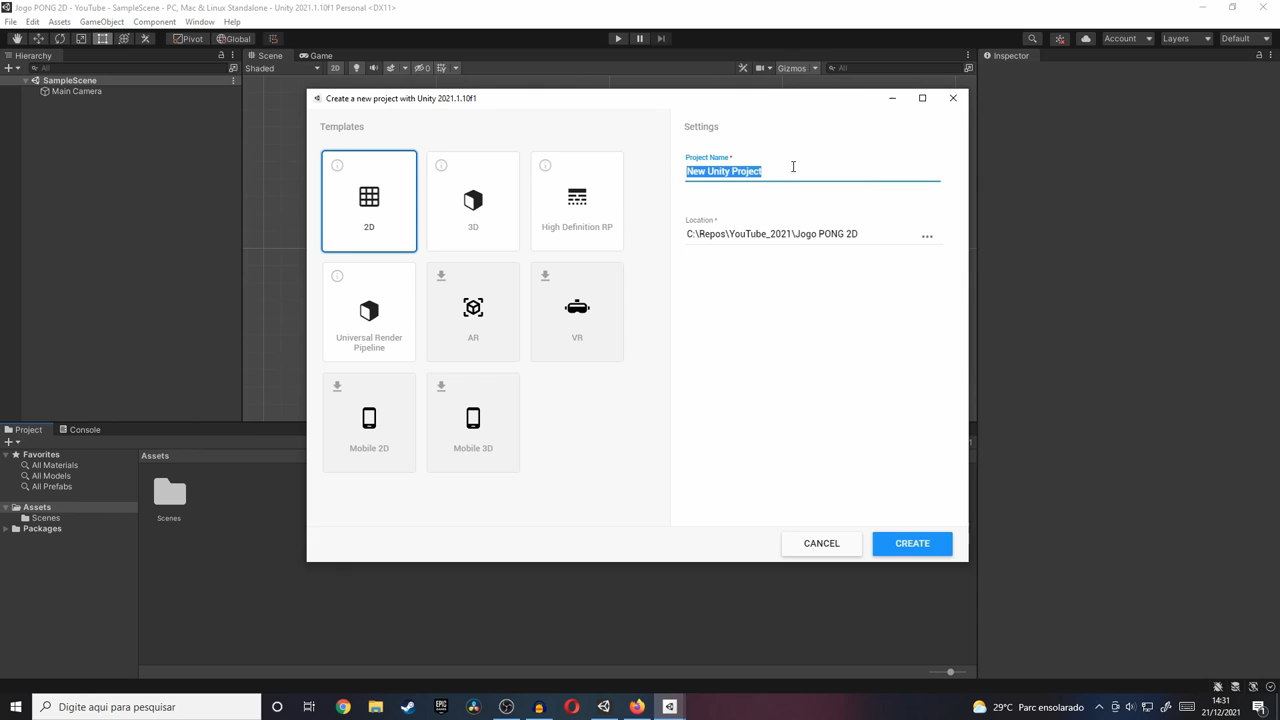 Jogo PONG 2D - YouTube - SampleScene - PC, Mac & Linux Standalone - Unity 2021.1.10f1 Personal <DX11>
File Edit Assets GameObject Component Window Help
Pivot Global Account Layers Default
Hierarchy Scene Game Inspector
All Shaded 2D 0 Gizmos All
SampleScene
Main Camera
Create a new project with Unity 2021.1.10f1
Templates
2D
3D
High Definition RP
Universal Render
Pipeline
AR
VR
Mobile 2D
Mobile 3D
Settings
Project Name *
New Unity Project
Location *
C:\Repos\YouTube_2021\Jogo PONG 2D
...
CANCEL CREATE
Project Console
Favorites
All Materials
All Models
All Prefabs
Assets
Scenes
Packages
Assets
Scenes
Digite aqui para pesquisar
29°C Parc ensolarado
14:31
21/12/2021